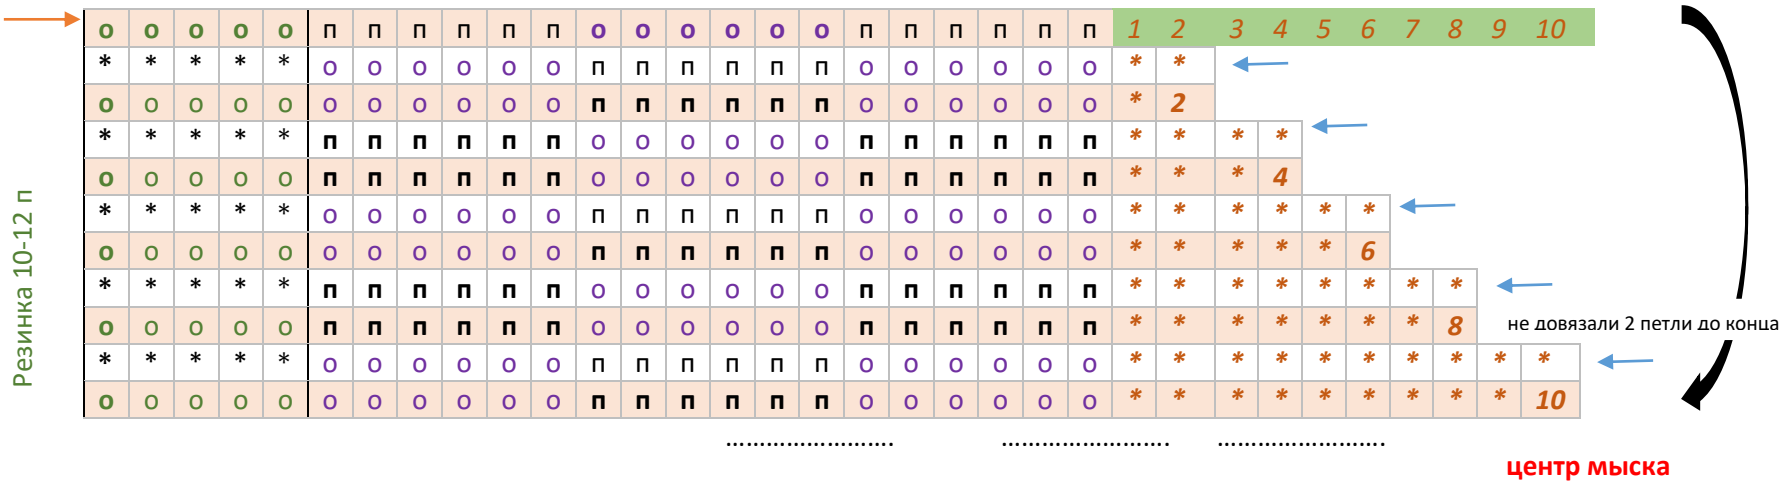 о о о о о п п п п п п о о о о о о п п п п п п 1 2 3 4 5 6 7 8 9 10
* * * * * о о о о о о п п п п п п о о о о о о * *
о о о о о о о о о о о п п п п п п о о о о о о * 2
* * * * * п п п п п п о о о о о о п п п п п п * * * *
о о о о о п п п п п п о о о о о о п п п п п п * * * 4
* * * * * о о о о о о п п п п п п о о о о о о * * * * * *
о о о о о о о о о о о п п п п п п о о о о о о * * * * * 6
* * * * * п п п п п п о о о о о о п п п п п п * * * * * * * *
о о о о о п п п п п п о о о о о о п п п п п п * * * * * * * 8
не довязали 2 петли до конца
* * * * * о о о о о о п п п п п п о о о о о о * * * * * * * * * *
о о о о о о о о о о о п п п п п п о о о о о о * * * * * * * * * 10
Резинка 10-12 п
……………………. ……………………. …………………….
центр мыска